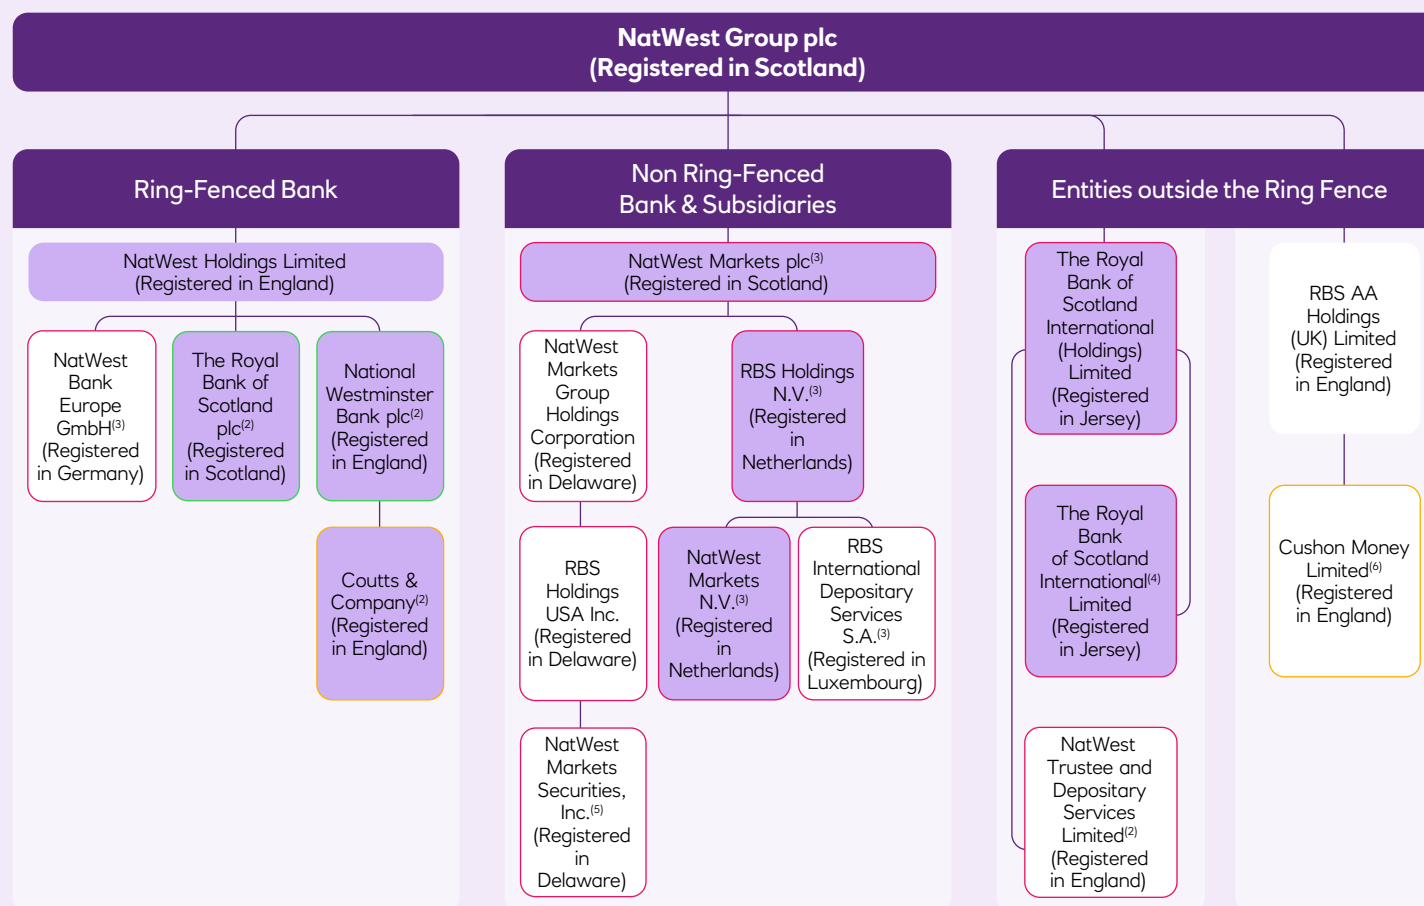 NatWest Group plc
(Registered in Scotland)
Ring-Fenced Bank
NatWest Holdings Limited
(Registered in England)
NatWest
Bank
Europe
GmbH(3)
(Registered
in Germany)
The Royal
Bank of
Scotland
plc(2)
(Registered
in Scotland)
National
Westminster
Bank plc(2)
(Registered
in England)
Coutts &
Company(2)
(Registered
in England)
Non Ring-Fenced
Bank & Subsidiaries
NatWest Markets plc(3)
(Registered in Scotland)
NatWest
Markets
Group
Holdings
Corporation
(Registered
in Delaware)
RBS Holdings
N.V.(3)
(Registered
in
Netherlands)
RBS
Holdings
USA Inc.
(Registered
in Delaware)
NatWest
Markets
N.V.(3)
(Registered
in
Netherlands)
RBS
International
Depositary
Services
S.A.(3)
(Registered in
Luxembourg)
NatWest
Markets
Securities,
Inc.(5)
(Registered
in
Delaware)
Entities outside the Ring Fence
The Royal
Bank of
Scotland
International
(Holdings)
Limited
(Registered
in Jersey)
The Royal
Bank
of Scotland
International(4)
Limited
(Registered
in Jersey)
NatWest
Trustee and
Depositary
Services
Limited(2)
(Registered
in England)
RBS AA
Holdings
(UK) Limited
(Registered
in England)
Cushon Money
Limited(6)
(Registered
in England)